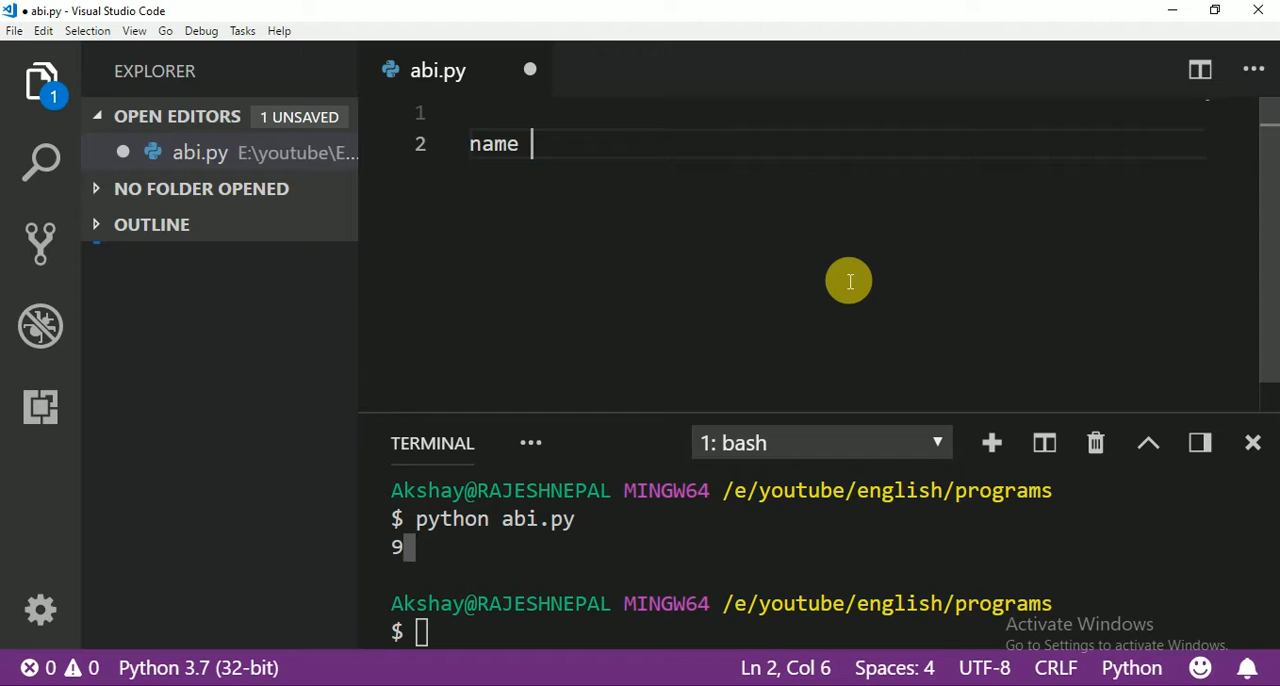 ● abi.py - Visual Studio Code
File Edit Selection View Go Debug Tasks Help
EXPLORER
abi.py
1
OPEN EDITORS 1 UNSAVED
abi.py E:\youtube\E...
NO FOLDER OPENED
OUTLINE
1
2 name
TERMINAL ... 1: bash
Akshay@RAJESHNEPAL MINGW64 /e/youtube/english/programs
$ python abi.py
9
Akshay@RAJESHNEPAL MINGW64 /e/youtube/english/programs
$
Activate Windows
Go to Settings to activate Windows.
0 0 Python 3.7 (32-bit) Ln 2, Col 6 Spaces: 4 UTF-8 CRLF Python